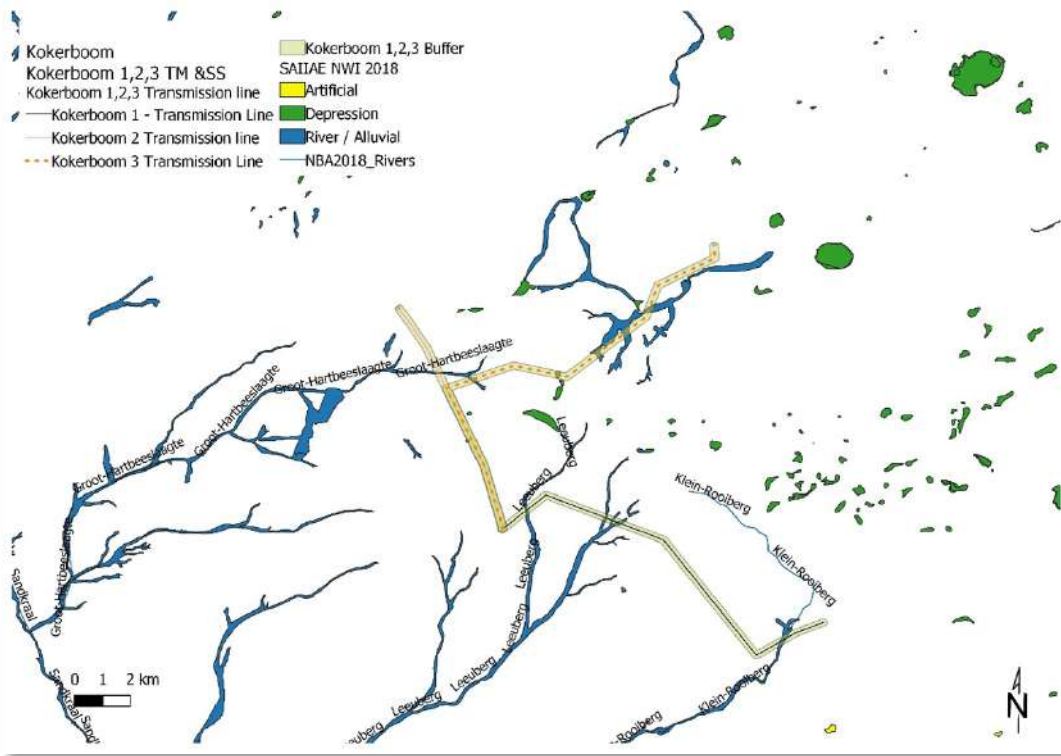 Kokerboom
Kokerboom 1,2,3 TM &SS
Kokerboom 1,2,3 Transmission line
Kokerboom 1 - Transmission Line
Kokerboom 2 Transmission line
Kokerboom 3 Transmission Line
Kokerboom 1,2,3 Buffer
SAIIAE NWI 2018
Artificial
Depression
River / Alluvial
NBA2018_Rivers
Groot-Hartbeeslaagte
Groot-Hartbeeslaagte
Groot-Hartbeeslaagte
Groot-Hartbeeslaagte
Groot-Hartbeeslaagte
Leeuberg
Leeuberg
Klein-Rooiberg
Klein-Rooiberg
Leeuberg
Leeuberg
Leeuberg
Leeuberg
euberg
Sandkraal
Sandkraal
Sandl
Klein-Rooiberg
n-Rooiberg
0 1 2 km
N